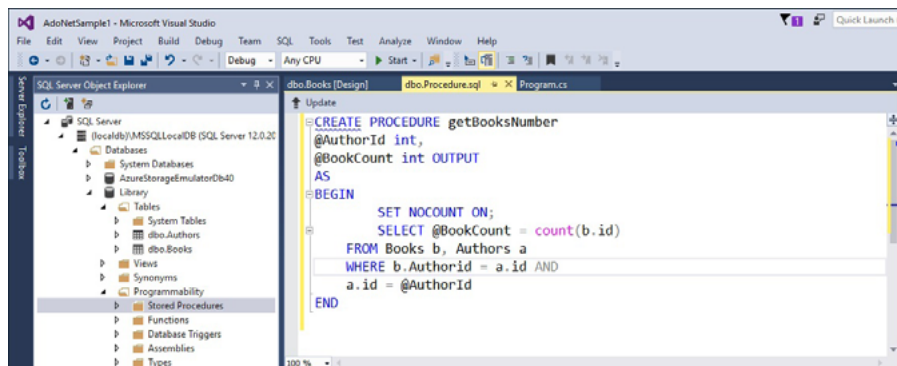 AdoNetSample1 - Microsoft Visual Studio
1
Quick Launch
File Edit View Project Build Debug Team SQL Tools Test Analyze Window Help
Debug Any CPU Start
Server Explorer
Toolbox
SQL Server Object Explorer
SQL Server
(localdb)\MSSQLLocalDB (SQL Server 12.0.20
Databases
System Databases
AzureStorageEmulatorDb40
Library
Tables
System Tables
dbo.Authors
dbo.Books
Views
Synonyms
Programmability
Stored Procedures
Functions
Database Triggers
Assemblies
Types
dbo.Books [Design] dbo.Procedure.sql Program.cs
Update
CREATE PROCEDURE getBooksNumber
@AuthorId int,
@BookCount int OUTPUT
AS
BEGIN
SET NOCOUNT ON;
SELECT @BookCount = count(b.id)
FROM Books b, Authors a
WHERE b.Authorid = a.id AND
a.id = @AuthorId
END
100 %